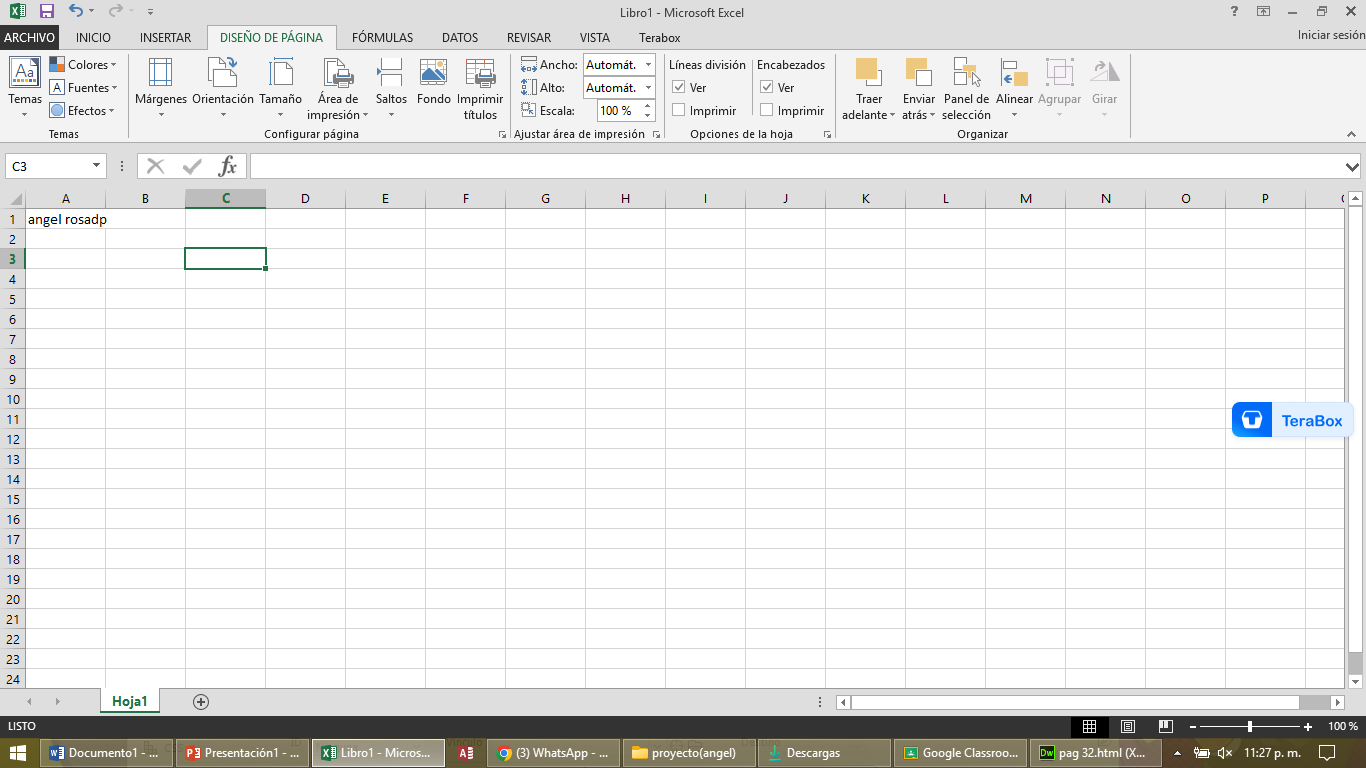 Libro1 - Microsoft Excel
ARCHIVO INICIO INSERTAR DISEÑO DE PÁGINA FÓRMULAS DATOS REVISAR VISTA Terabox Iniciar sesión
Aa Temas Colores Fuentes Efectos
Márgenes Orientación Tamaño Área de impresión Saltos Fondo Imprimir títulos
Ancho: Automát.
Alto: Automát.
Escala: 100 %
Líneas división Encabezados
Ver Ver
Imprimir Imprimir
Traer adelante Enviar atrás Panel de selección Alinear Agrupar Girar
Temas Configurar página Ajustar área de impresión Opciones de la hoja Organizar
C3 fx
A B C D E F G H I J K L M N O P
1 angel rosadp
2
3
4
5
6
7
8
9
10
11
12
13
14
15
16
17
18
19
20
21
22
23
24
TeraBox
Hoja1
LISTO 100 %
Documento1 - ... Presentación1 - ... Libro1 - Micros... (3) WhatsApp - ... proyecto(angel) Descargas Google Classroo... pag 32.html (X... 11:27 p. m.